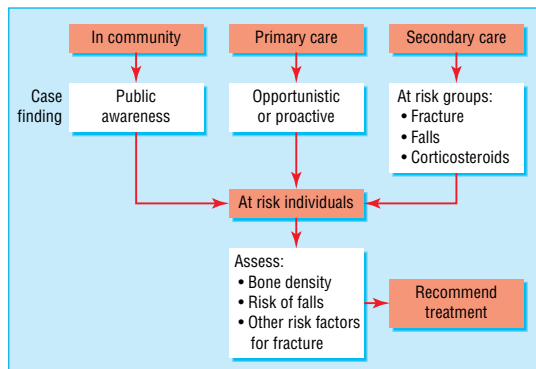 In community
Primary care
Secondary care
Case
finding
Public
awareness
Opportunistic
or proactive
At risk groups:
• Fracture
• Falls
• Corticosteroids
At risk individuals
Assess:
• Bone density
• Risk of falls
• Other risk factors
for fracture
Recommend
treatment